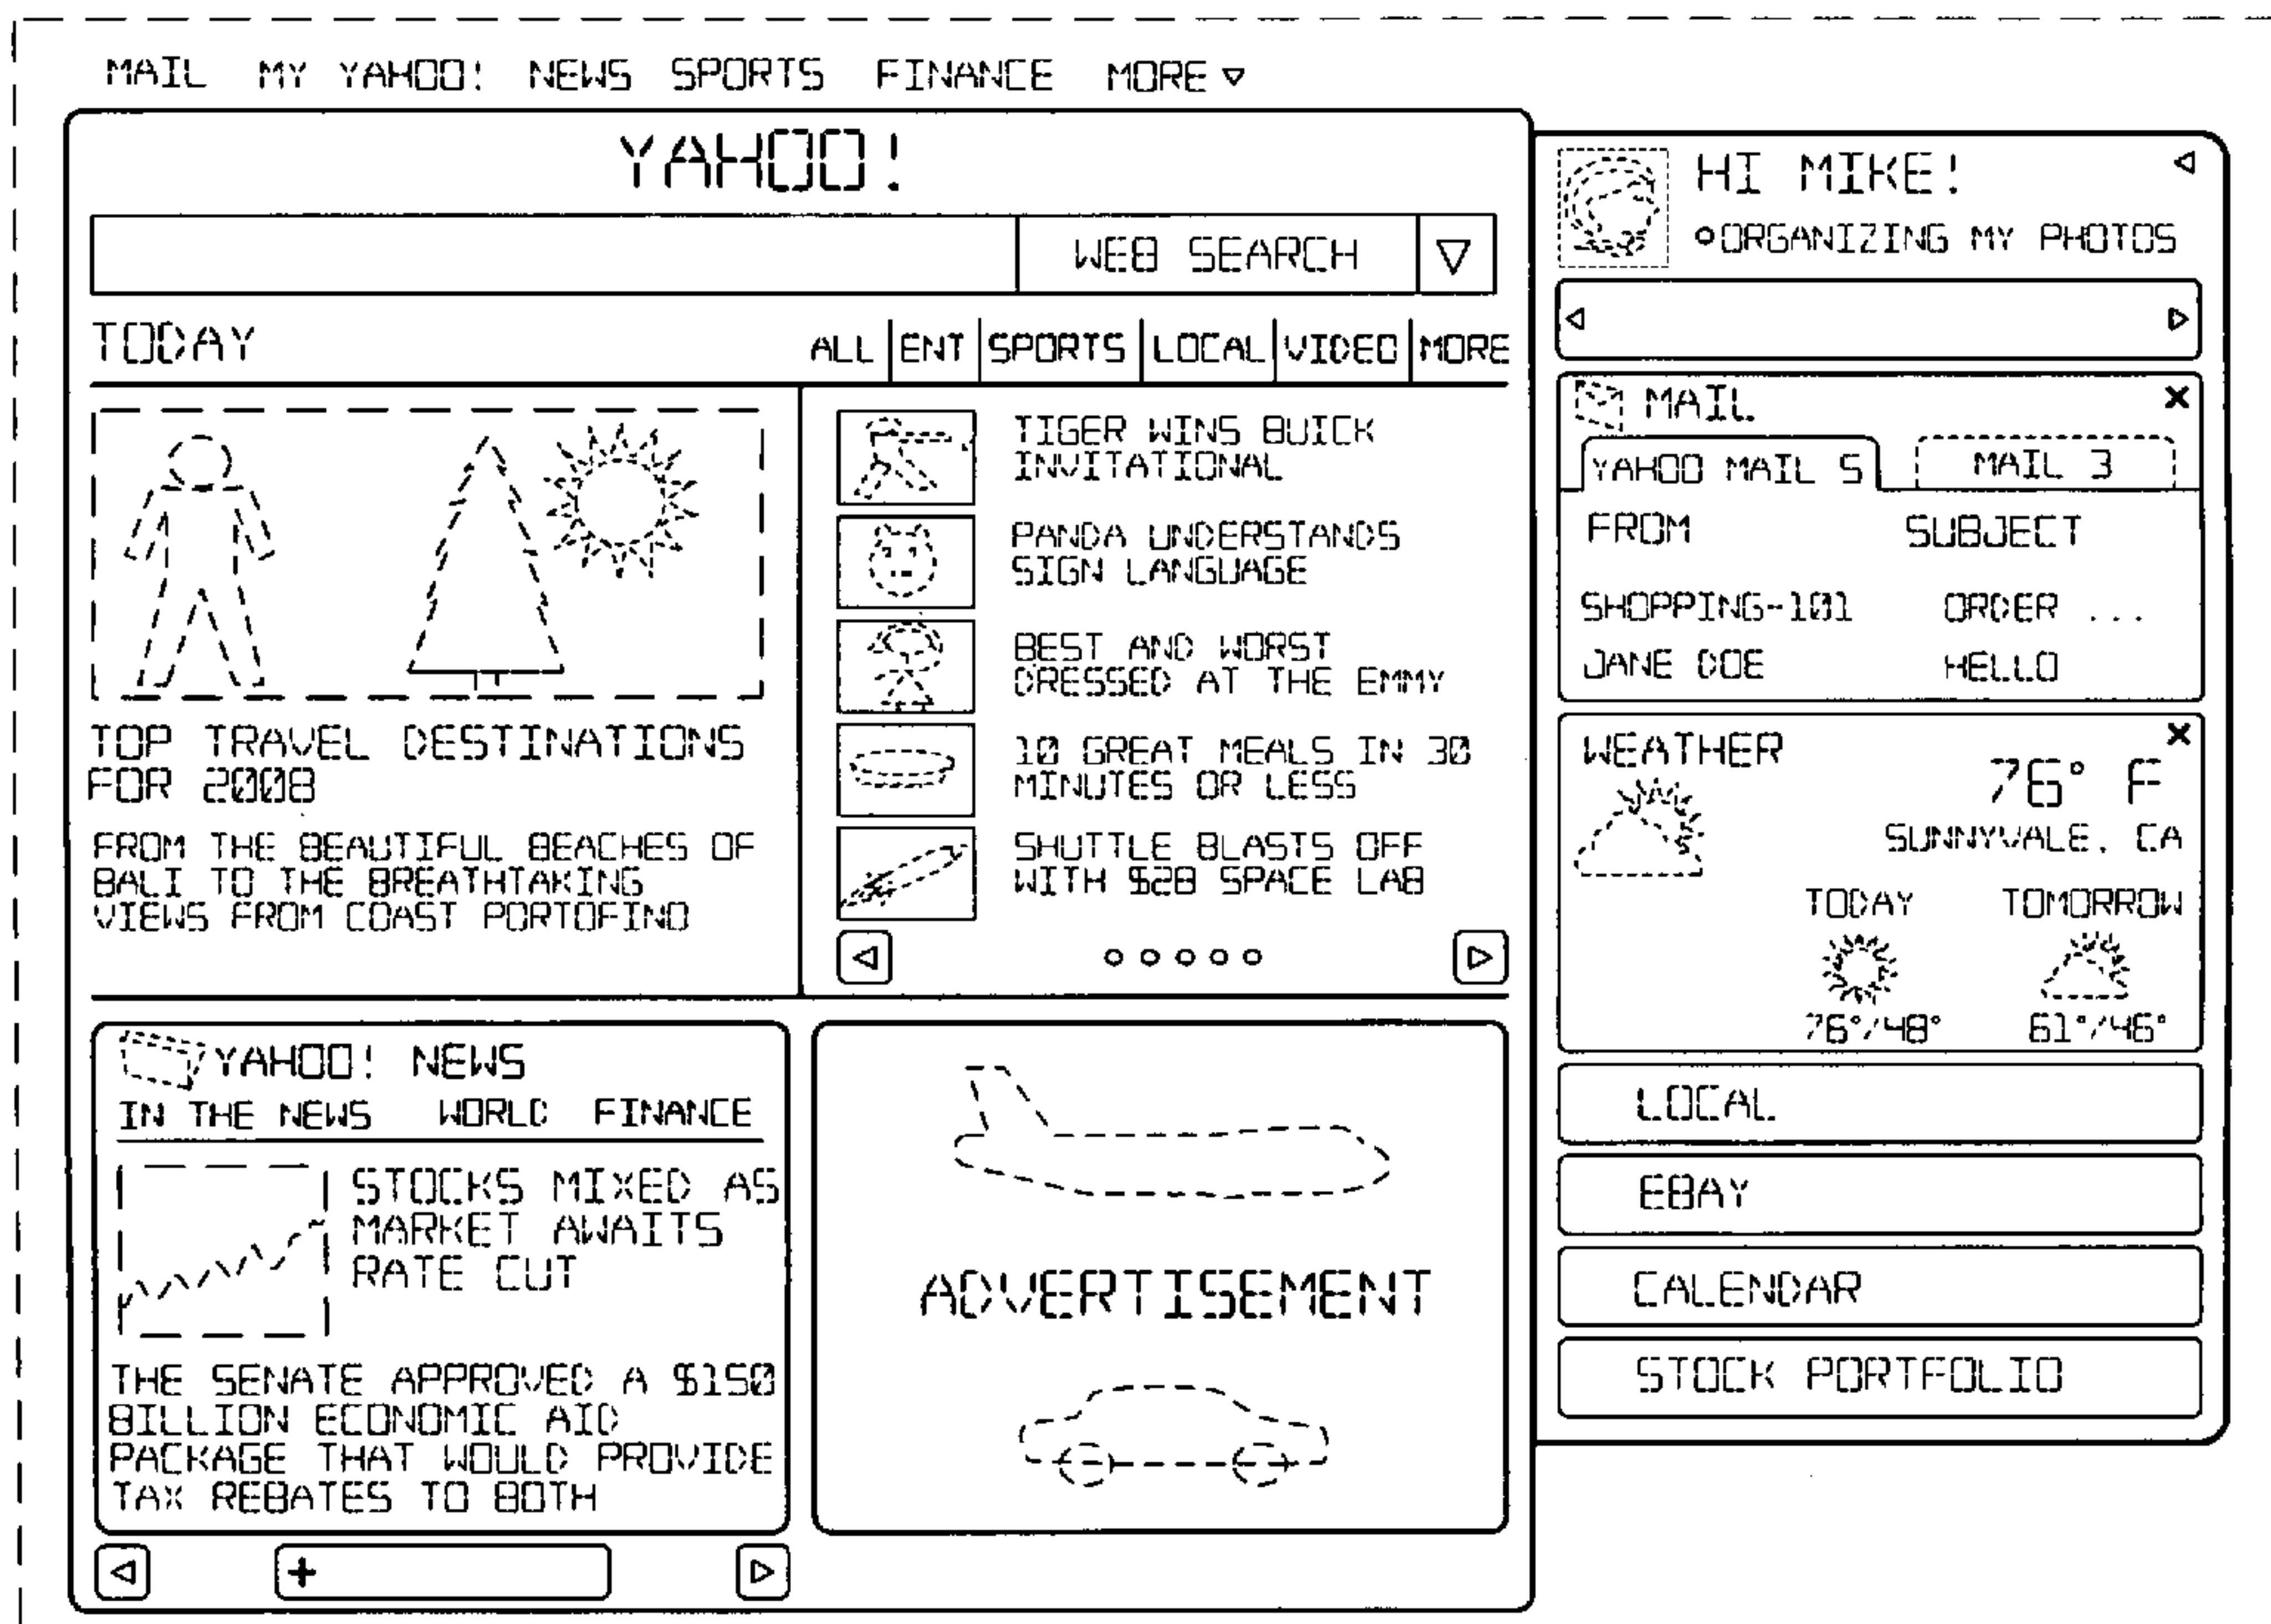 MAIL MY YAHOO! NEWS SPORTS FINANCE MORE
YAHOO!
WEB SEARCH
TODAY
ALL ENT SPORTS LOCAL VIDEO MORE
TOP TRAVEL DESTINATIONS
FOR 2008
FROM THE BEAUTIFUL BEACHES OF
BALI TO THE BREATHTAKING
VIEWS FROM COAST PORTOFINO
TIGER WINS BUICK
INVITATIONAL
PANDA UNDERSTANDS
SIGN LANGUAGE
BEST AND WORST
DRESSED AT THE EMMY
10 GREAT MEALS IN 30
MINUTES OR LESS
SHUTTLE BLASTS OFF
WITH $2B SPACE LAB
YAHOO! NEWS
IN THE NEWS WORLD FINANCE
STOCKS MIXED AS
MARKET AWAITS
RATE CUT
THE SENATE APPROVED A $150
BILLION ECONOMIC AID
PACKAGE THAT WOULD PROVIDE
TAX REBATES TO BOTH
+
ADVERTISEMENT
HI MIKE!
ORGANIZING MY PHOTOS
MAIL
YAHOO MAIL 5 MAIL 3
FROM SUBJECT
SHOPPING-101 ORDER ...
JANE DOE HELLO
WEATHER
76° F
SUNNYVALE, CA
TODAY TOMORROW
76°/48° 61°/46°
LOCAL
EBAY
CALENDAR
STOCK PORTFOLIO